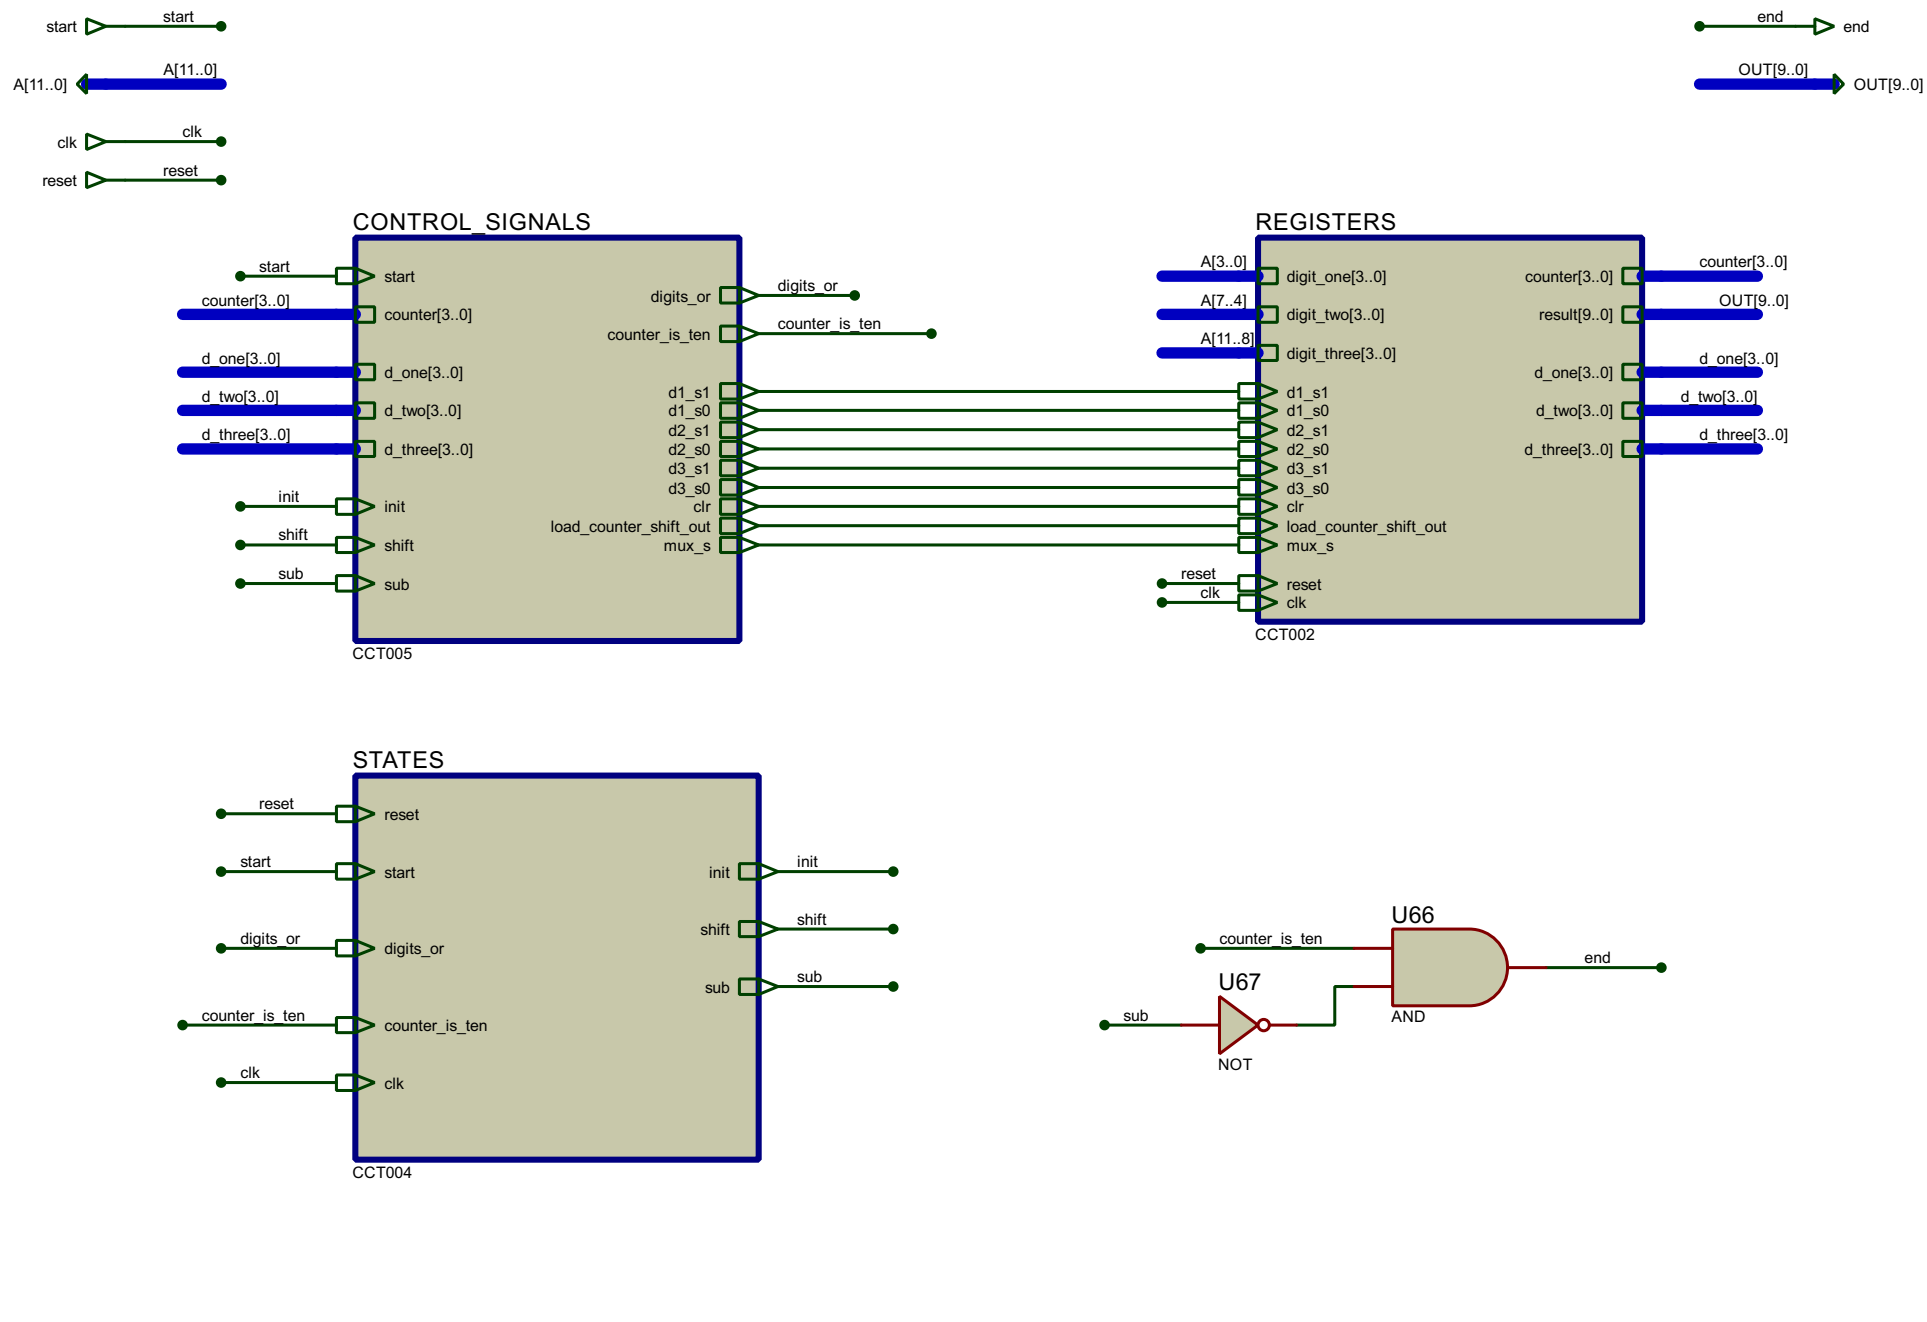 start start
A[11..0] A[11..0]
clk clk
reset reset
end end
OUT[9..0] OUT[9..0]
CONTROL_SIGNALS
start start
counter[3..0] counter[3..0]
d_one[3..0] d_one[3..0]
d_two[3..0] d_two[3..0]
d_three[3..0] d_three[3..0]
init init
shift shift
sub sub
digits_or digits_or
counter_is_ten counter_is_ten
d1_s1
d1_s0
d2_s1
d2_s0
d3_s1
d3_s0
clr
load_counter_shift_out
mux_s
CCT005
REGISTERS
A[3..0] digit_one[3..0]
A[7..4] digit_two[3..0]
A[11..8] digit_three[3..0]
d1_s1
d1_s0
d2_s1
d2_s0
d3_s1
d3_s0
clr
load_counter_shift_out
mux_s
reset reset
clk clk
counter[3..0] counter[3..0]
result[9..0] OUT[9..0]
d_one[3..0] d_one[3..0]
d_two[3..0] d_two[3..0]
d_three[3..0] d_three[3..0]
CCT002
STATES
reset reset
start start
digits_or digits_or
counter_is_ten counter_is_ten
clk clk
init init
shift shift
sub sub
CCT004
U66
counter_is_ten
end
AND
U67
sub
NOT